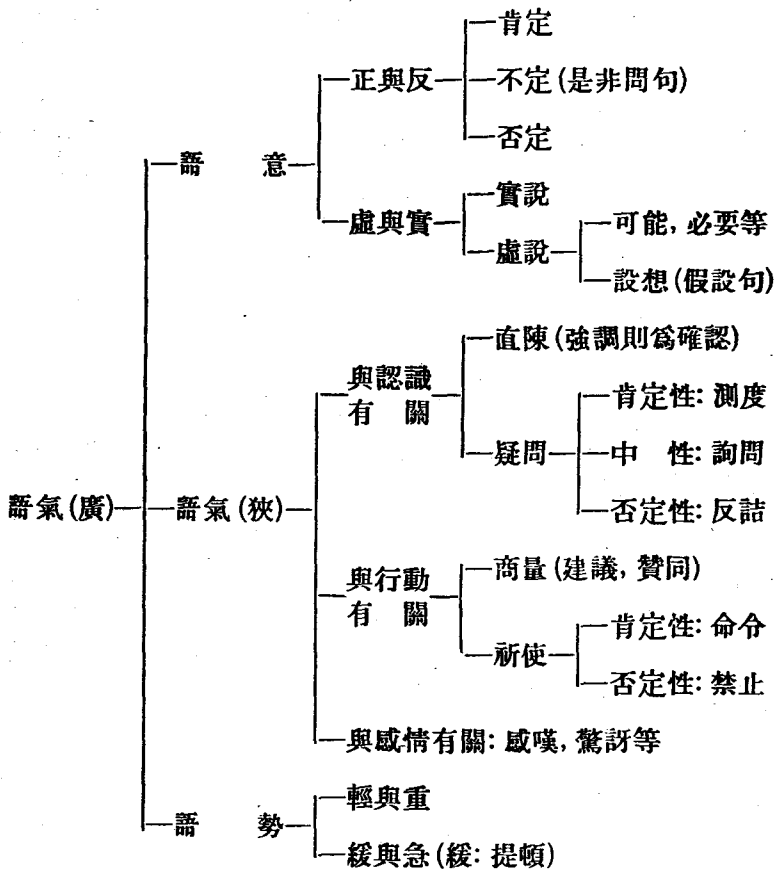 肯定
正與反
不定(是非問句)
否定
語 意
實說
虛與實
可能, 必要等
虛說
設想(假設句)
直陳(強調則爲確認)
與認識
有 關
肯定性: 測度
疑問
中 性: 詢問
否定性: 反詰
語氣(廣)
語氣(狹)
商量(建議, 贊同)
與行動
有 關
肯定性: 命令
祈使
否定性: 禁止
與感情有關: 感嘆, 驚訝等
輕與重
語 勢
緩與急(緩: 提頓)